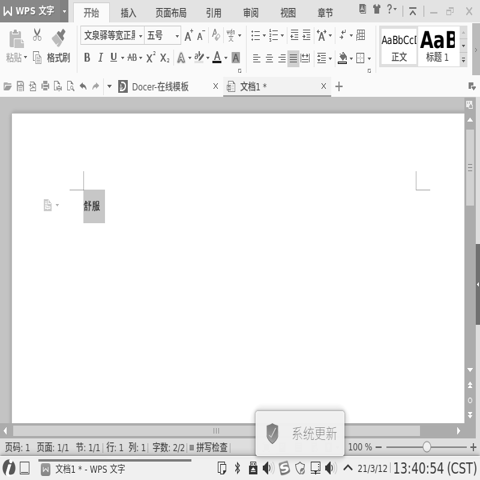 WPS 文字
开始 插入 页面布局 引用 审阅 视图 章节
文泉驿等宽正黑 五号
AaBbCcI AaB
粘贴 格式刷 B I U AB X² X₂ A A A 正文 标题 1
Docer-在线模板 文档1 *
舒服
系统更新
页码: 1 页面: 1/1 节: 1/1 行: 1 列: 1 字数: 2/2 拼写检查 100 %
文档1 * - WPS 文字 21/3/12 13:40:54 (CST)